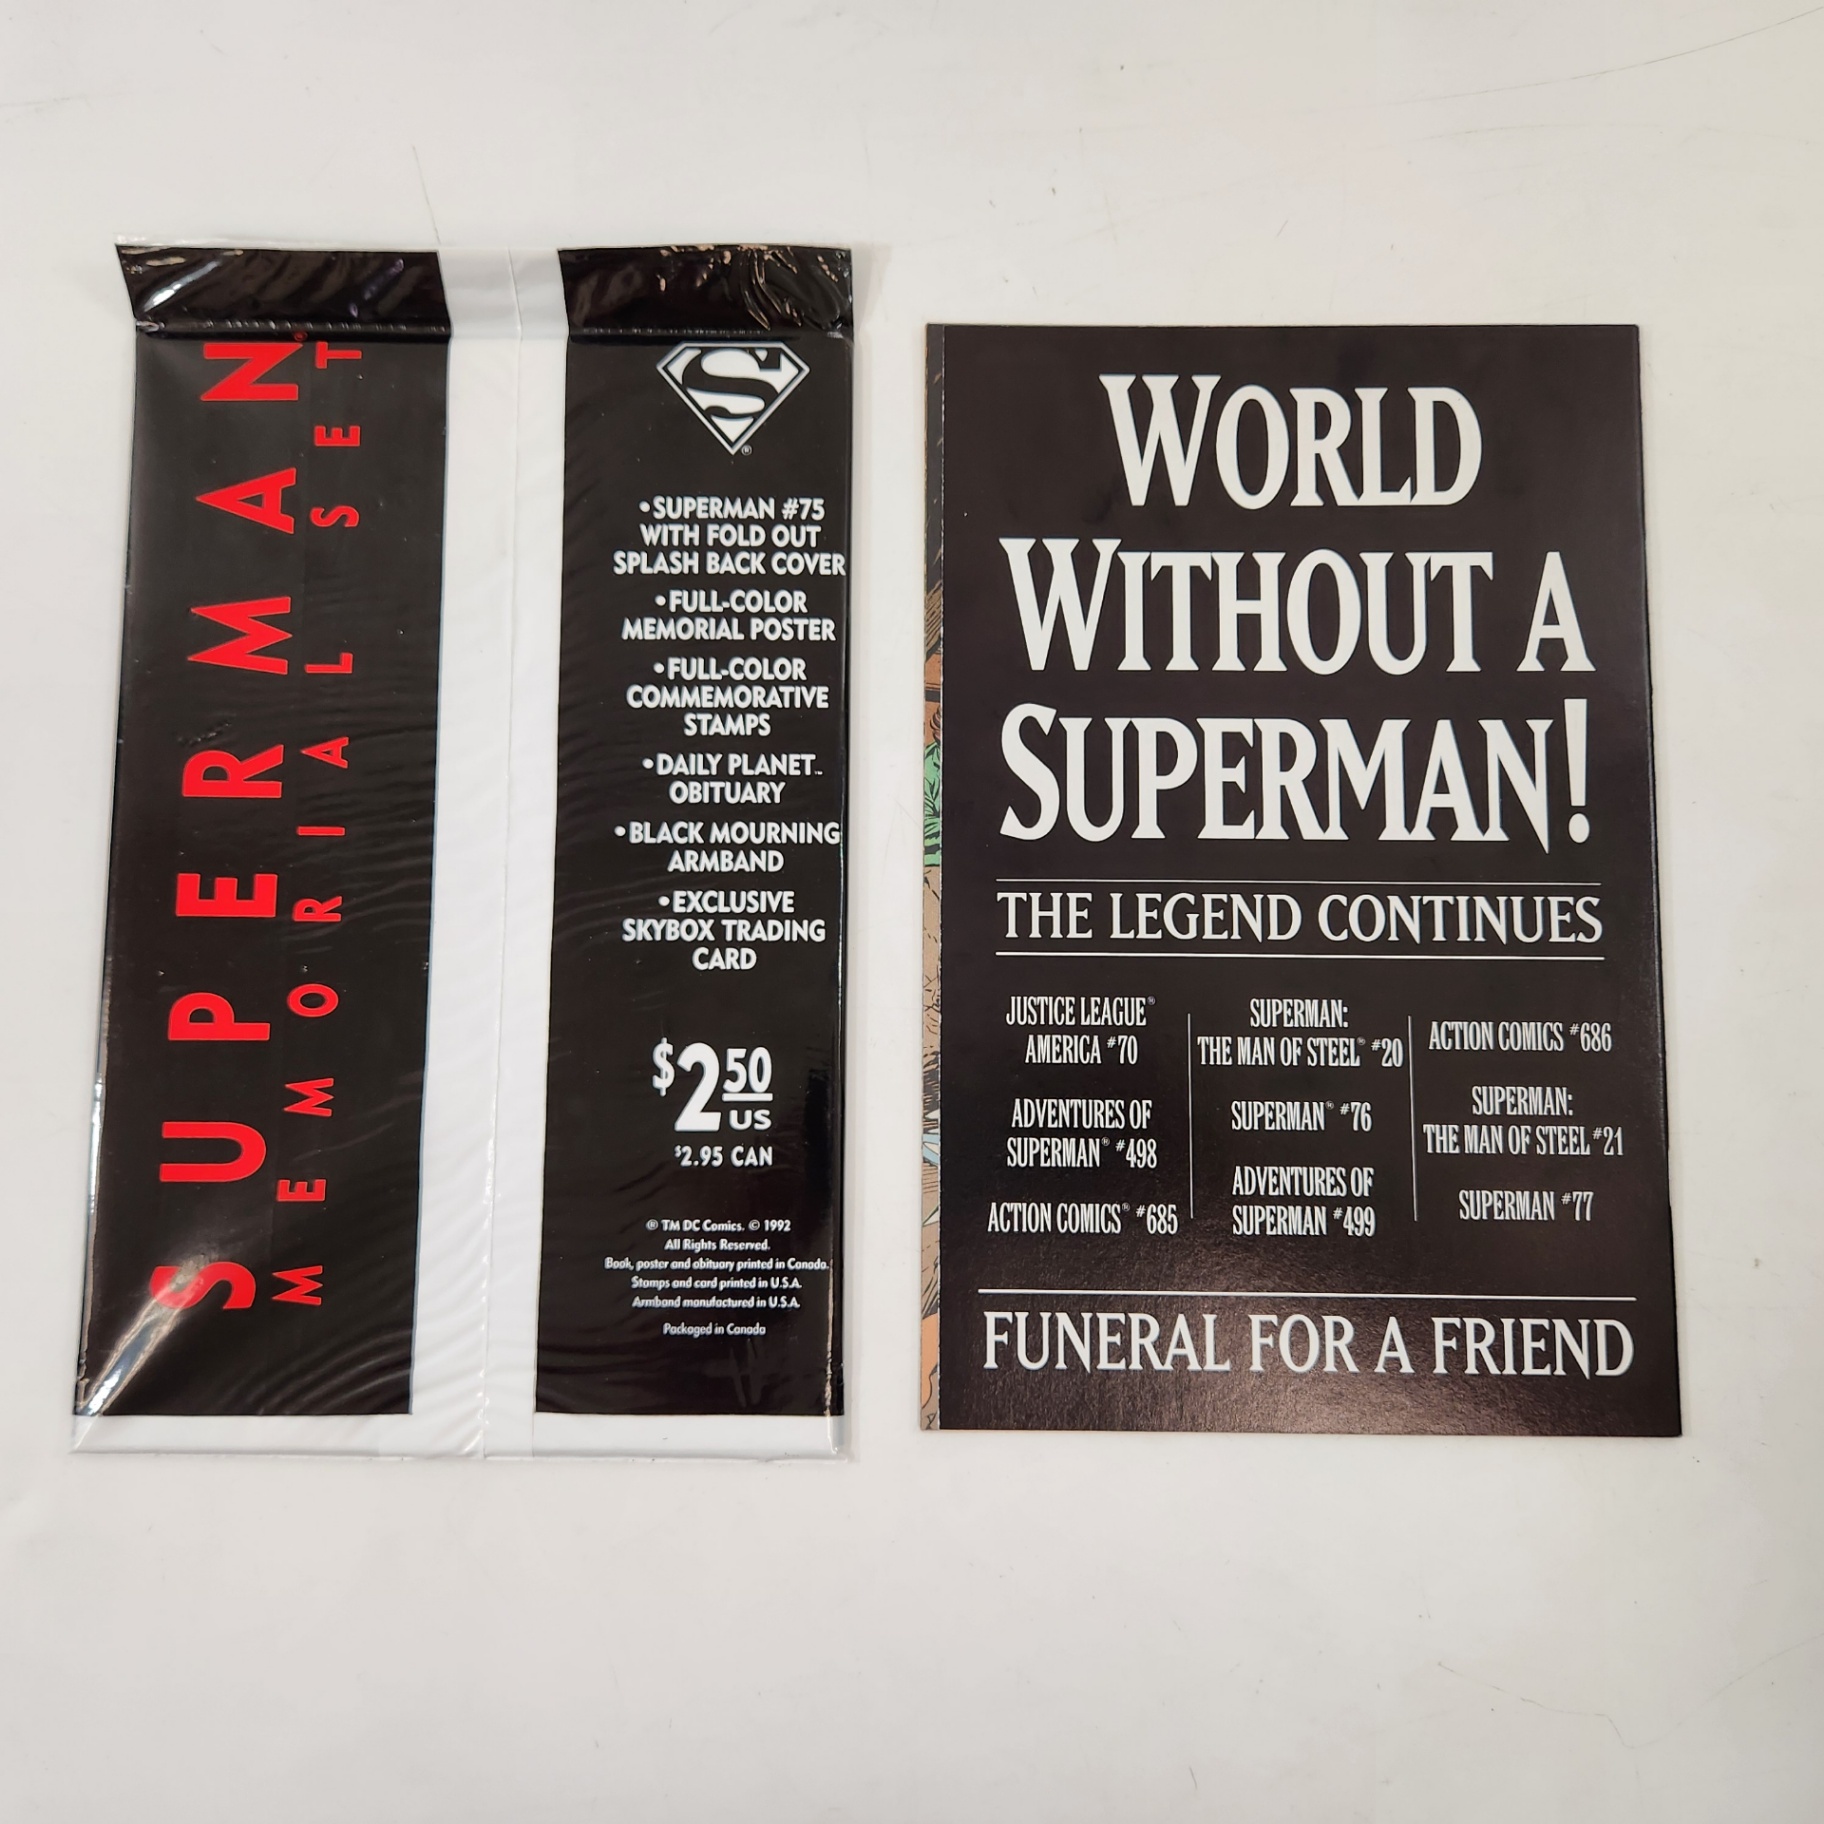 SUPERMAN®
MEMORIAL SET
S
®
• SUPERMAN #75
WITH FOLD OUT
SPLASH BACK COVER
• FULL-COLOR
MEMORIAL POSTER
• FULL-COLOR
COMMEMORATIVE
STAMPS
• DAILY PLANET™
OBITUARY
• BLACK MOURNING
ARMBAND
• EXCLUSIVE
SKYBOX TRADING
CARD
$2.50
US
$2.95 CAN
® TM DC Comics. © 1992
All Rights Reserved.
Book, poster and obituary printed in Canada.
Stamps and card printed in U.S.A.
Armband manufactured in U.S.A.
Packaged in Canada
WORLD
WITHOUT A
SUPERMAN!
THE LEGEND CONTINUES
JUSTICE LEAGUE®
AMERICA #70
ADVENTURES OF
SUPERMAN® #498
ACTION COMICS® #685
SUPERMAN:
THE MAN OF STEEL® #20
SUPERMAN® #76
ADVENTURES OF
SUPERMAN #499
ACTION COMICS #686
SUPERMAN:
THE MAN OF STEEL #21
SUPERMAN #77
FUNERAL FOR A FRIEND